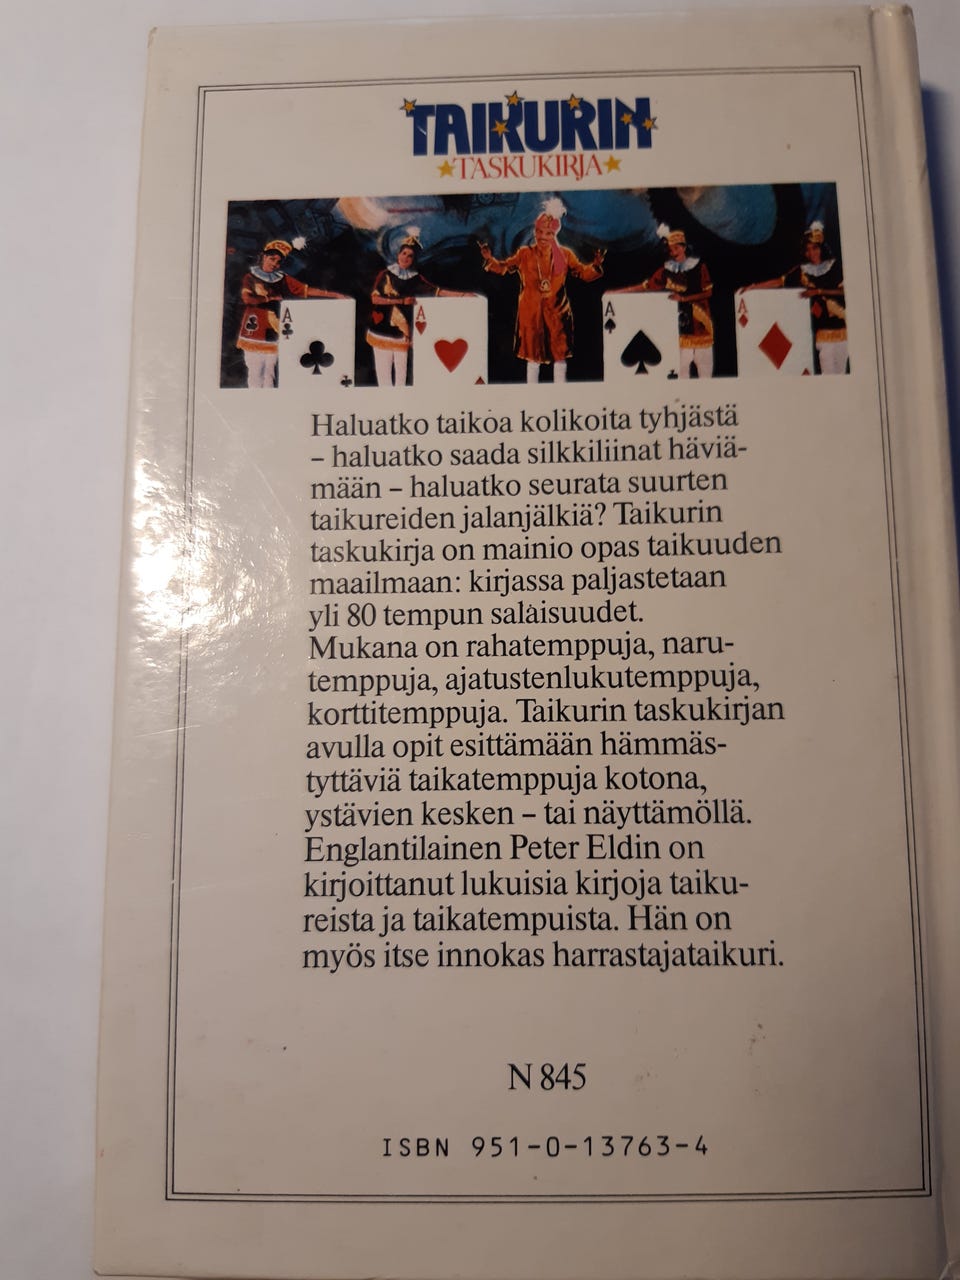 TAIKURIN
TASKUKIRJA
A
A
A
A
Haluatko taikoa kolikoita tyhjästä
– haluatko saada silkkiliinat häviä-
mään – haluatko seurata suurten
taikureiden jalanjälkiä? Taikurin
taskukirja on mainio opas taikuuden
maailmaan: kirjassa paljastetaan
yli 80 tempun salaisuudet.
Mukana on rahatemppuja, naru-
temppuja, ajatustenlukutemppuja,
korttitemppuja. Taikurin taskukirjan
avulla opit esittämään hämmäs-
tyttäviä taikatemppuja kotona,
ystävien kesken – tai näyttämöllä.
Englantilainen Peter Eldin on
kirjoittanut lukuisia kirjoja taiku-
reista ja taikatempuista. Hän on
myös itse innokas harrastajataikuri.
N 845
ISBN 951-0-13763-4